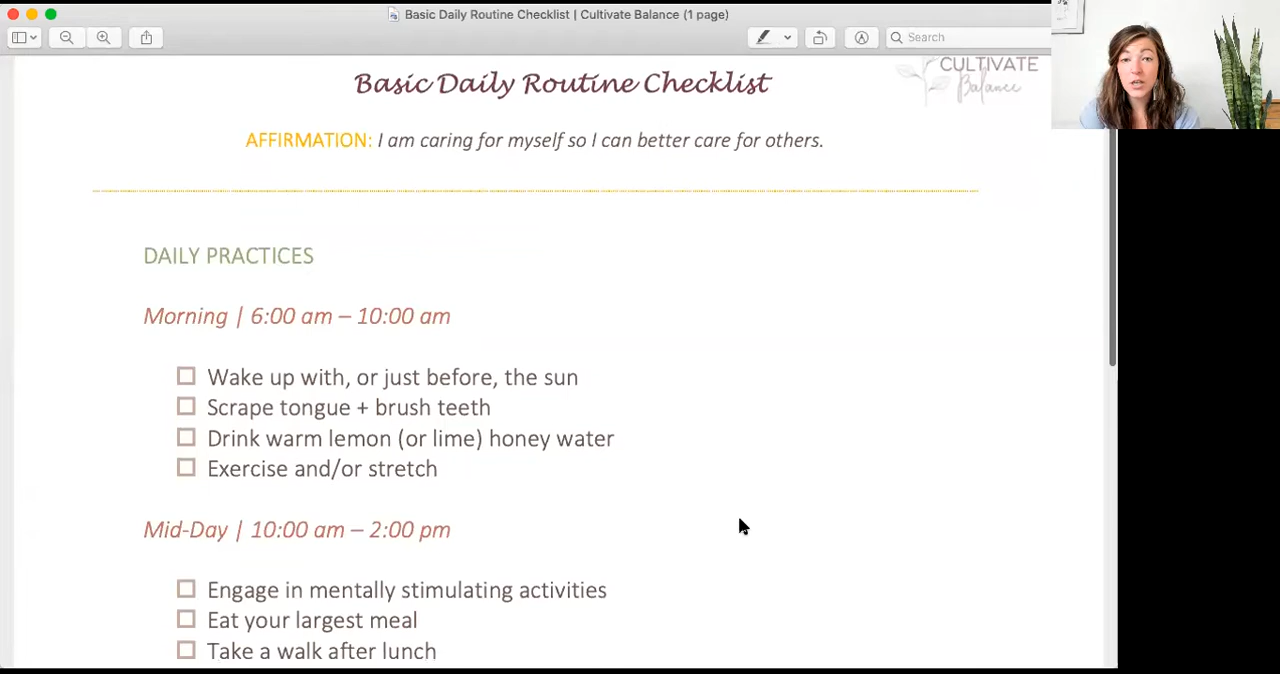 Basic Daily Routine Checklist | Cultivate Balance (1 page)
Search
Basic Daily Routine Checklist
CULTIVATE
Balance
AFFIRMATION: I am caring for myself so I can better care for others.
DAILY PRACTICES
Morning | 6:00 am – 10:00 am
Wake up with, or just before, the sun
Scrape tongue + brush teeth
Drink warm lemon (or lime) honey water
Exercise and/or stretch
Mid-Day | 10:00 am – 2:00 pm
Engage in mentally stimulating activities
Eat your largest meal
Take a walk after lunch